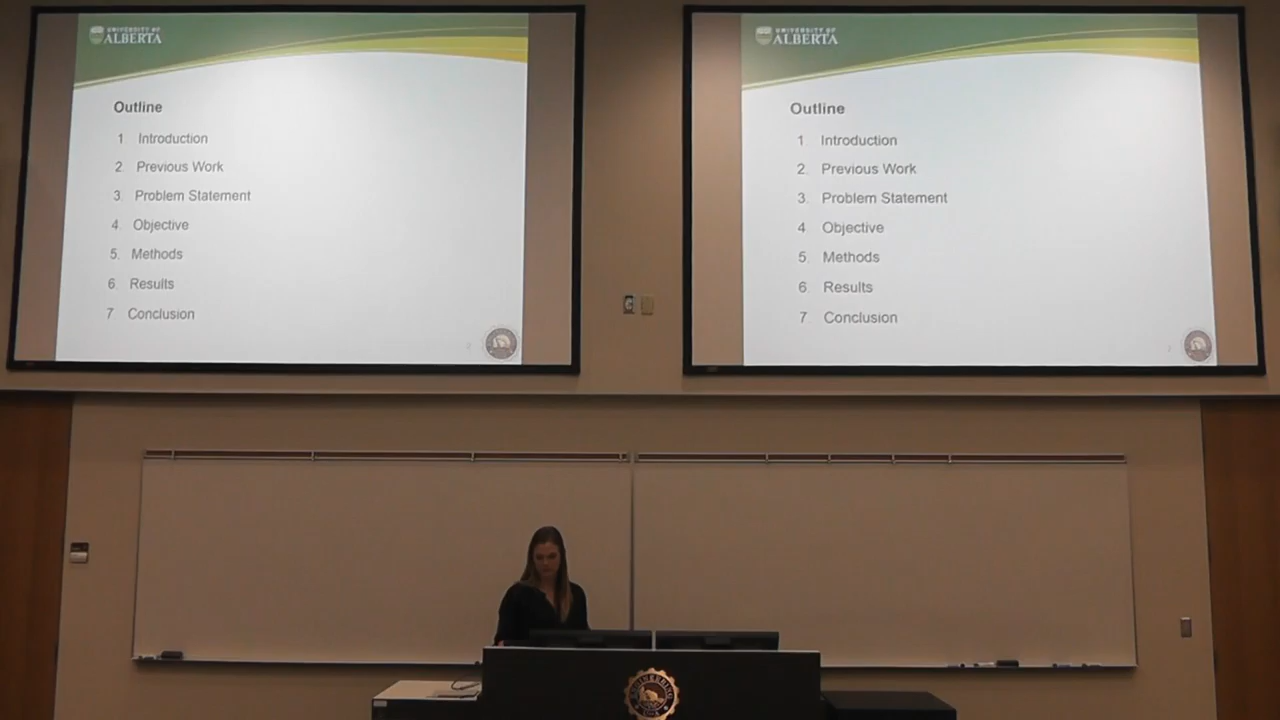 UNIVERSITY OF
ALBERTA
Outline
1. Introduction
2. Previous Work
3. Problem Statement
4. Objective
5. Methods
6. Results
7. Conclusion
UNIVERSITY OF
ALBERTA
Outline
1. Introduction
2. Previous Work
3. Problem Statement
4. Objective
5. Methods
6. Results
7. Conclusion
ENGINEERING